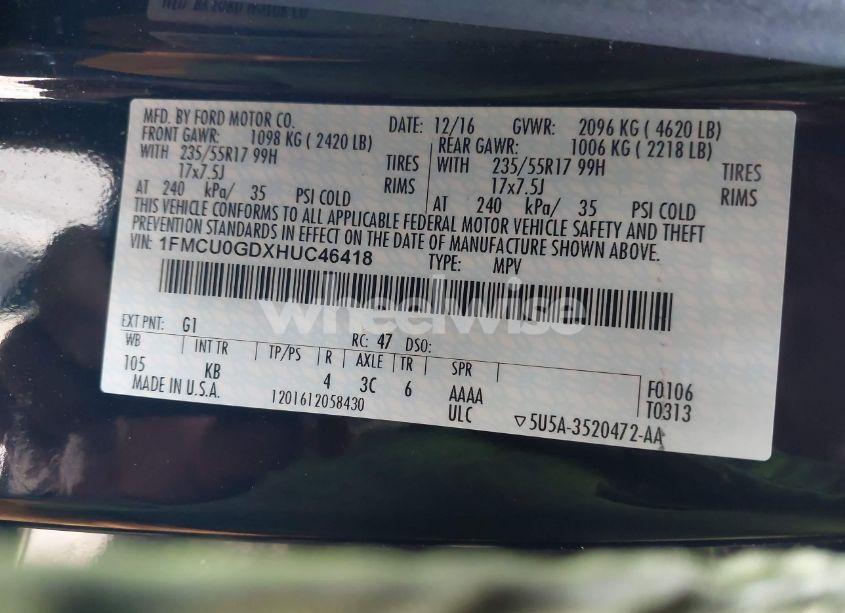 MFD. BY FORD MOTOR CO.
DATE: 12/16 GVWR: 2096 KG ( 4620 LB)
FRONT GAWR: 1098 KG ( 2420 LB)
REAR GAWR: 1006 KG ( 2218 LB)
WITH 235/55R17 99H TIRES
WITH 235/55R17 99H TIRES
17x7.5J RIMS
17x7.5J RIMS
AT 240 kPa/ 35 PSI COLD
AT 240 kPa/ 35 PSI COLD
THIS VEHICLE CONFORMS TO ALL APPLICABLE FEDERAL MOTOR VEHICLE SAFETY AND THEFT
PREVENTION STANDARDS IN EFFECT ON THE DATE OF MANUFACTURE SHOWN ABOVE.
VIN: 1FMCU0GDXHUC46418 TYPE: MPV
wheelwise
EXT PNT: G1 RC: 47 DSO:
WB INT TR TP/PS R AXLE TR SPR
105 KB 4 3C 6 AAAA F0106
MADE IN U.S.A. 1201612058430 ULC T0313
▽5U5A-3520472-AA